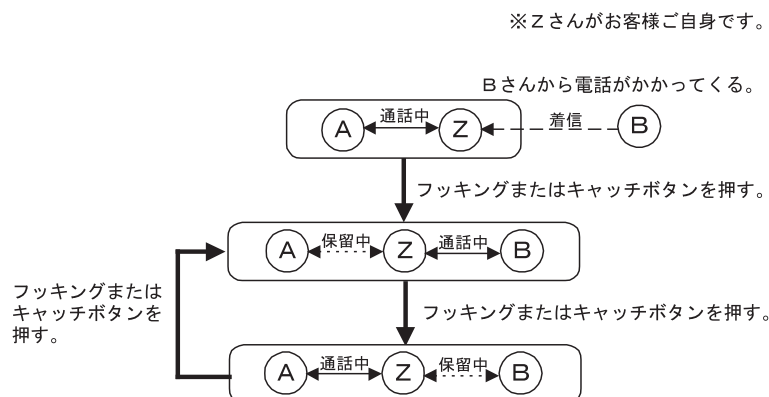 ※Zさんがお客様ご自身です。
Bさんから電話がかかってくる。
A 通話中 Z 着信 B
フッキングまたはキャッチボタンを押す。
A 保留中 Z 通話中 B
フッキングまたは
キャッチボタンを
押す。
フッキングまたはキャッチボタンを押す。
A 通話中 Z 保留中 B